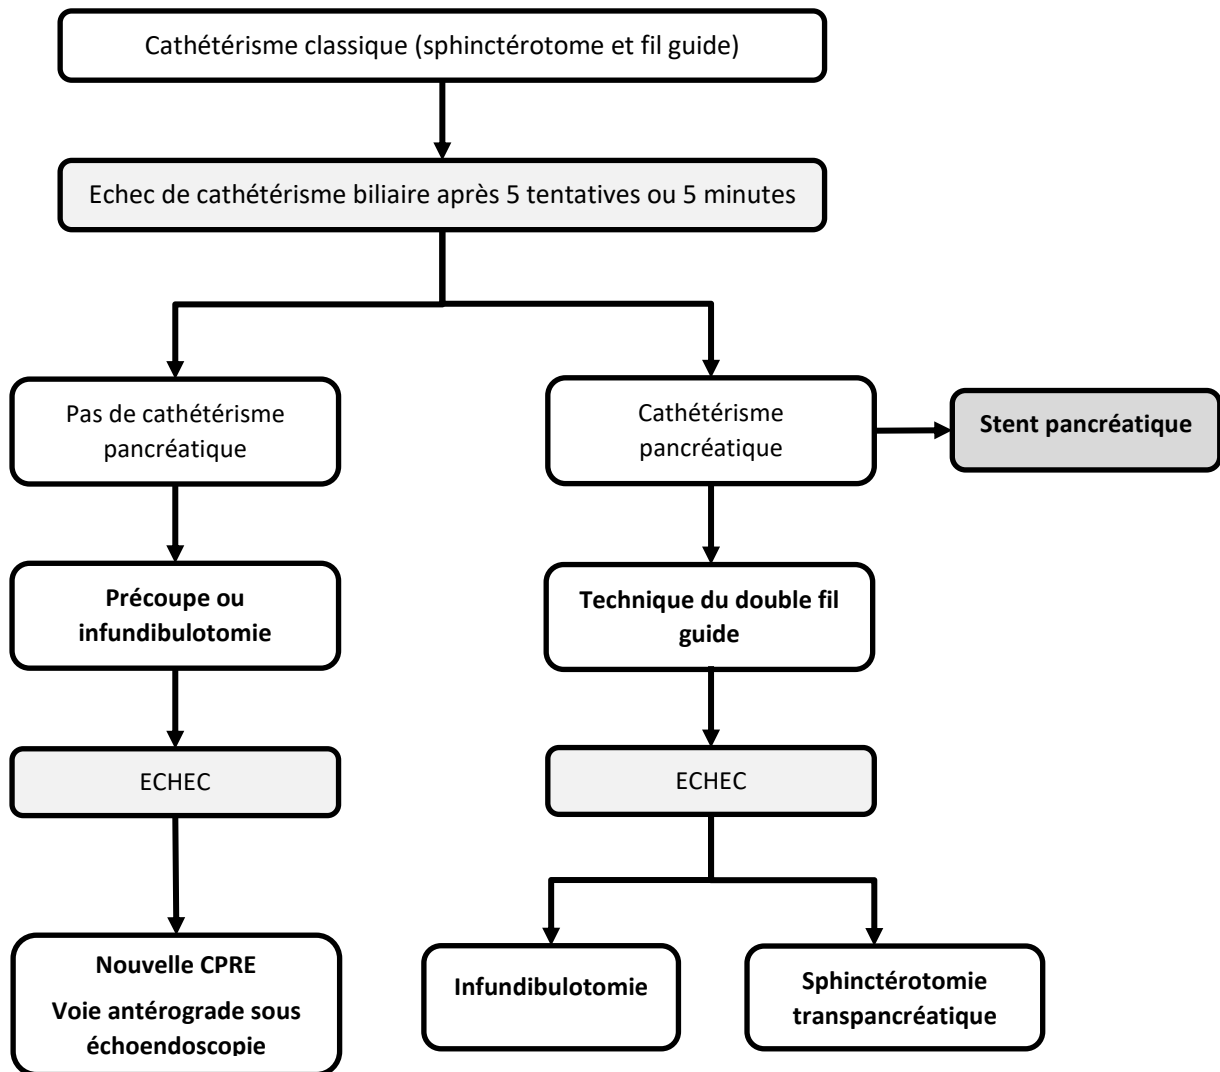 Cathétérisme classique (sphinctérotome et fil guide)
Echec de cathétérisme biliaire après 5 tentatives ou 5 minutes
Pas de cathétérisme
pancréatique
Cathétérisme
pancréatique
Stent pancréatique
Précoupe ou
infundibulotomie
Technique du double fil
guide
ECHEC
ECHEC
Nouvelle CPRE
Voie antérograde sous
échoendoscopie
Infundibulotomie
Sphinctérotomie
transpancréatique